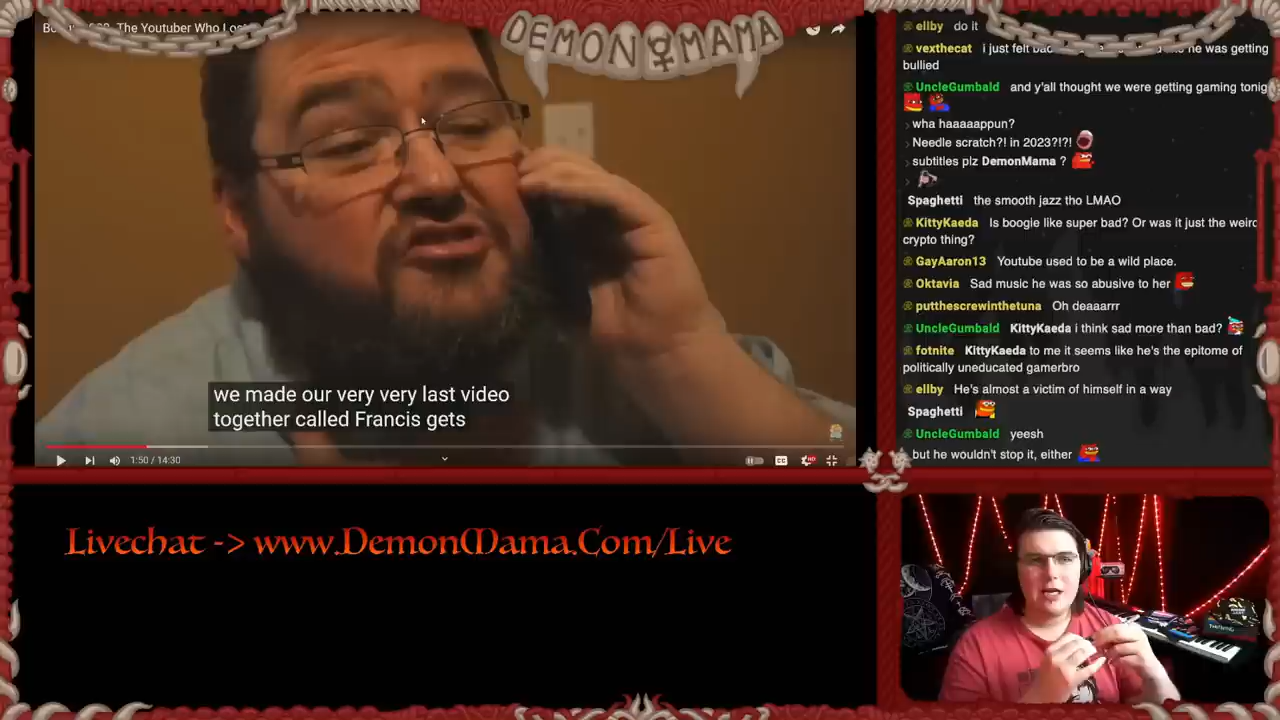 The Youtuber Who Lost
DEMON MAMA
we made our very very last video
together called Francis gets
1:50 / 14:30
CC
HD
ellby do it
vexthecat i just felt
he was getting
bullied
UncleGumbald and y'all thought we were getting gaming tonig
wha haaaaappun?
Needle scratch?! in 2023?!?!
subtitles plz DemonMama ?
Spaghetti the smooth jazz tho LMAO
KittyKaeda Is boogie like super bad? Or was it just the weird
crypto thing?
GayAaron13 Youtube used to be a wild place.
Oktavia Sad music he was so abusive to her
putthescrewinthetuna Oh deaaarrr
UncleGumbald KittyKaeda i think sad more than bad?
fotnite KittyKaeda to me it seems like he's the epitome of
politically uneducated gamerbro
ellby He's almost a victim of himself in a way
Spaghetti
UncleGumbald yeesh
but he wouldn't stop it, either
Livechat -> www.DemonMama.Com/Live